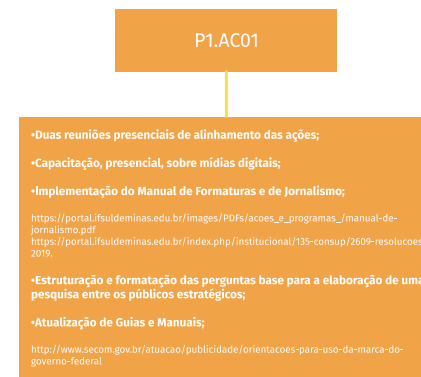 P1.AC01
•Duas reuniões presenciais de alinhamento das ações;
•Capacitação, presencial, sobre mídias digitais;
•Implementação do Manual de Formaturas e de Jornalismo;
https://portal.ifsuldeminas.edu.br/images/PDFs/acoes_e_programas_/manual-de-
jornalismo.pdf
https://portal.ifsuldeminas.edu.br/index.php/institucional/135-consup/2609-resolucoes
2019.
•Estruturação e formatação das perguntas base para a elaboração de uma
pesquisa entre os públicos estratégicos;
•Atualização de Guias e Manuais;
http://www.secom.gov.br/atuacao/publicidade/orientacoes-para-uso-da-marca-do-
governo-federal